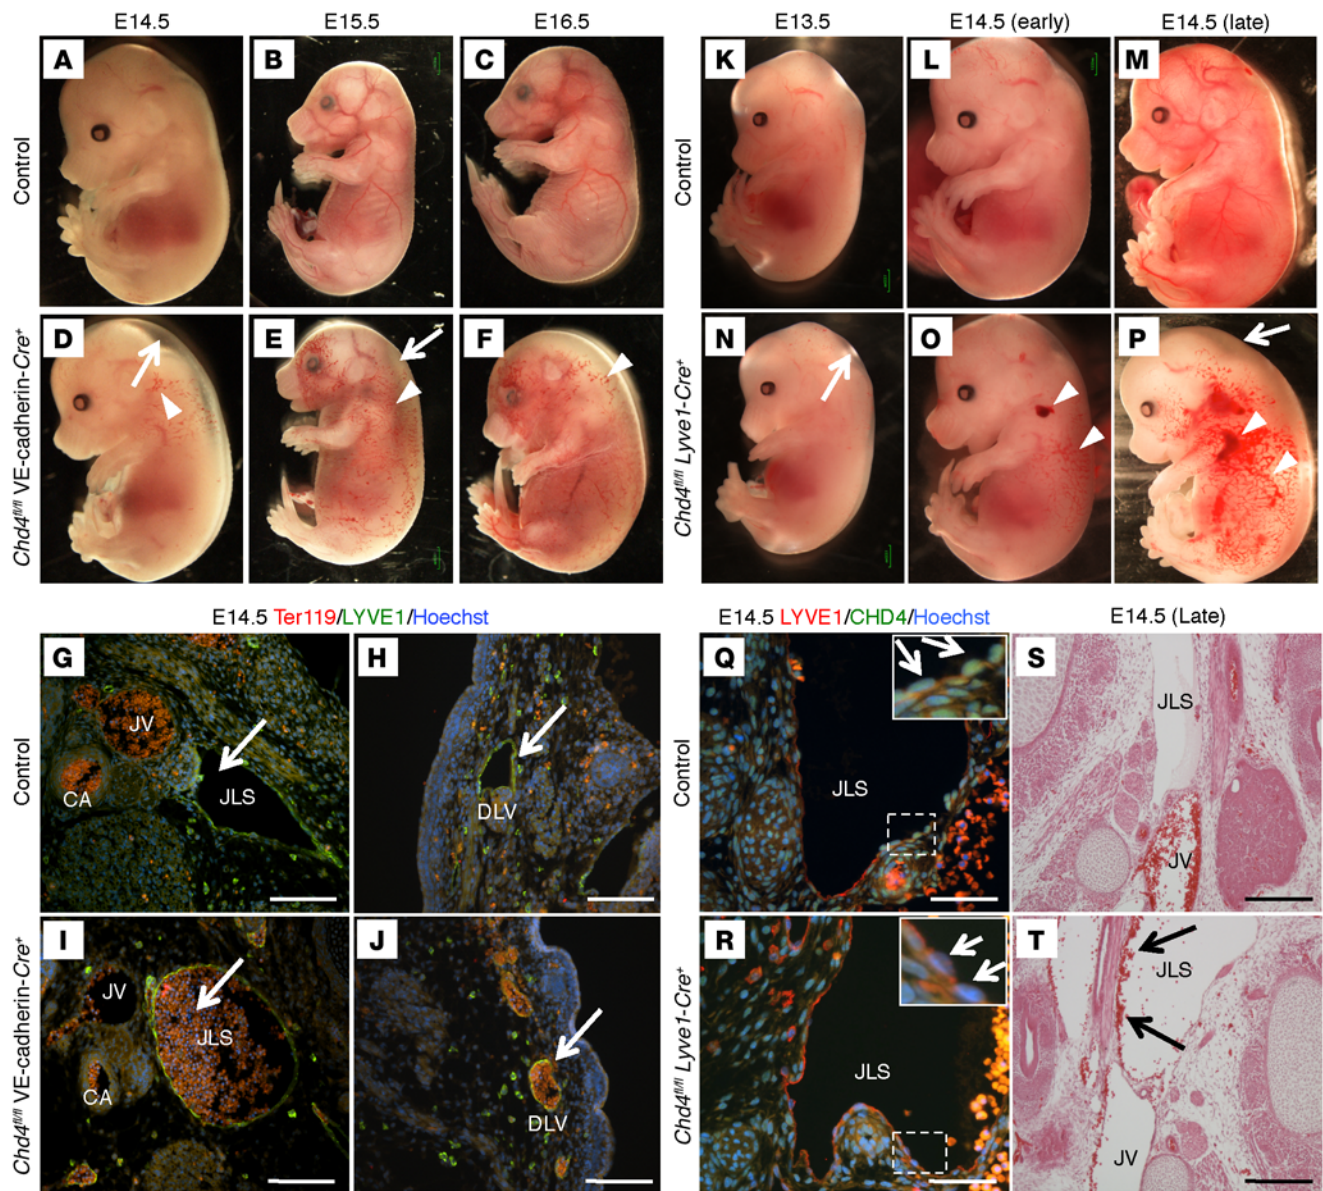 E14.5 E15.5 E16.5 E13.5 E14.5 (early) E14.5 (late)
Control A B C Control K L M
Chd4fl/fl VE-cadherin-Cre+ D E F Chd4fl/fl Lyve1-Cre+ N O P
E14.5 Ter119/LYVE1/Hoechst E14.5 LYVE1/CHD4/Hoechst E14.5 (Late)
Control G H Control Q S
JV JLS CA DLV JLS JLS JV
Chd4fl/fl VE-cadherin-Cre+ I J Chd4fl/fl Lyve1-Cre+ R T
JV JLS CA DLV JLS JLS JV